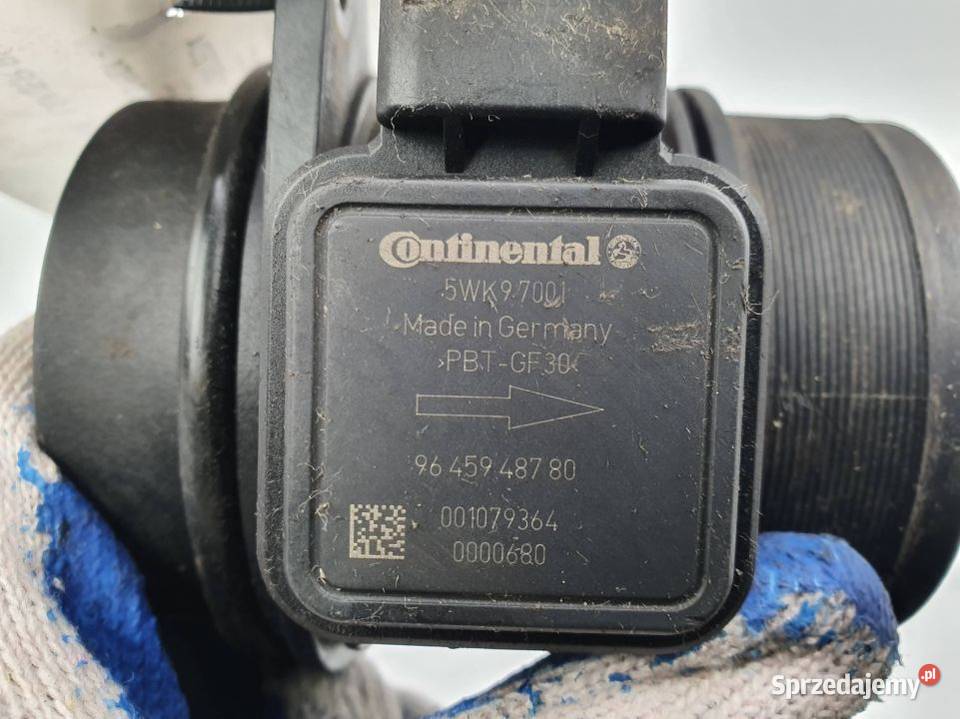 Continental
5WK9 7001
Made in Germany
>PBT-GF30<
96 459 487 80
001079364
0000680
Sprzedajemy.pl